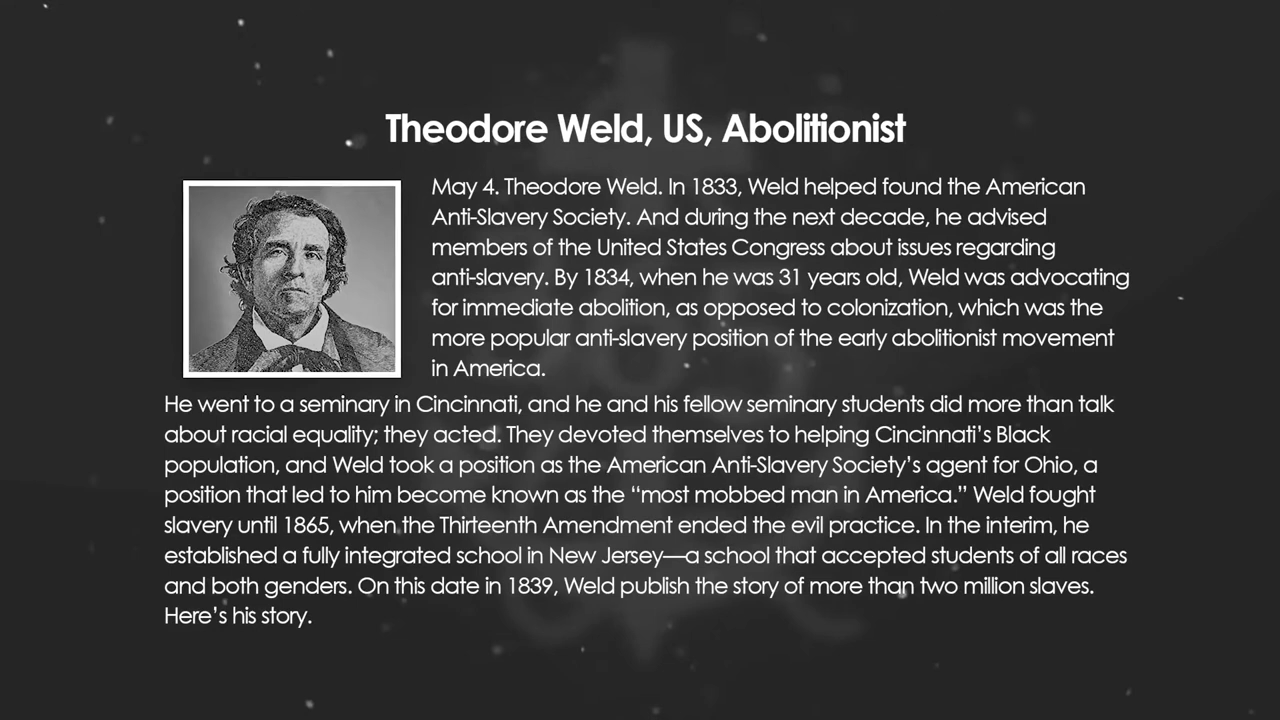 Theodore Weld, US, Abolitionist
May 4. Theodore Weld. In 1833, Weld helped found the American
Anti-Slavery Society. And during the next decade, he advised
members of the United States Congress about issues regarding
anti-slavery. By 1834, when he was 31 years old, Weld was advocating
for immediate abolition, as opposed to colonization, which was the
more popular anti-slavery position of the early abolitionist movement
in America.
He went to a seminary in Cincinnati, and he and his fellow seminary students did more than talk
about racial equality; they acted. They devoted themselves to helping Cincinnati’s Black
population, and Weld took a position as the American Anti-Slavery Society’s agent for Ohio, a
position that led to him become known as the “most mobbed man in America.” Weld fought
slavery until 1865, when the Thirteenth Amendment ended the evil practice. In the interim, he
established a fully integrated school in New Jersey—a school that accepted students of all races
and both genders. On this date in 1839, Weld publish the story of more than two million slaves.
Here’s his story.